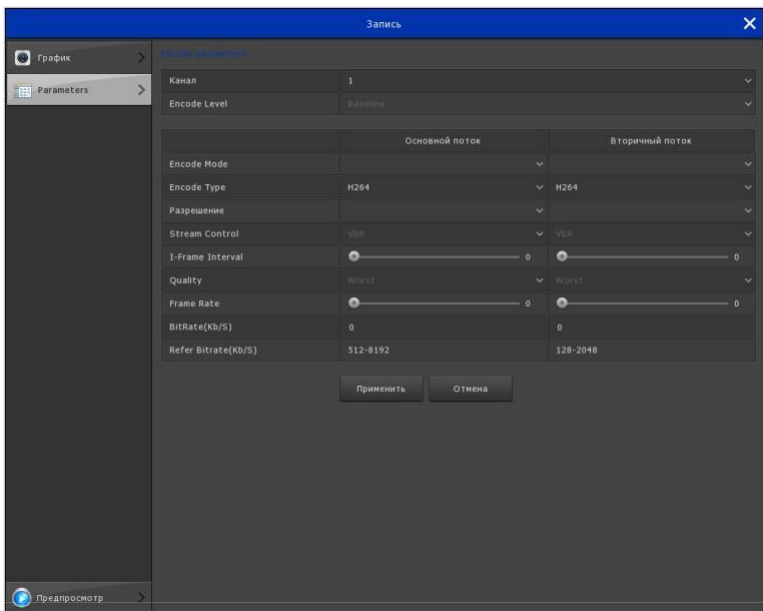 Запись
График
Parameters
Предпросмотр
Encode parameters
Канал 1
Encode Level Baseline
Основной поток Вторичный поток
Encode Mode
Encode Type H264 H264
Разрешение
Stream Control VBR VBR
I-Frame Interval 0 0
Quality Worst Worst
Frame Rate 0 0
BitRate(Kb/S) 0 0
Refer Bitrate(Kb/S) 512-8192 128-2048
Применить Отмена